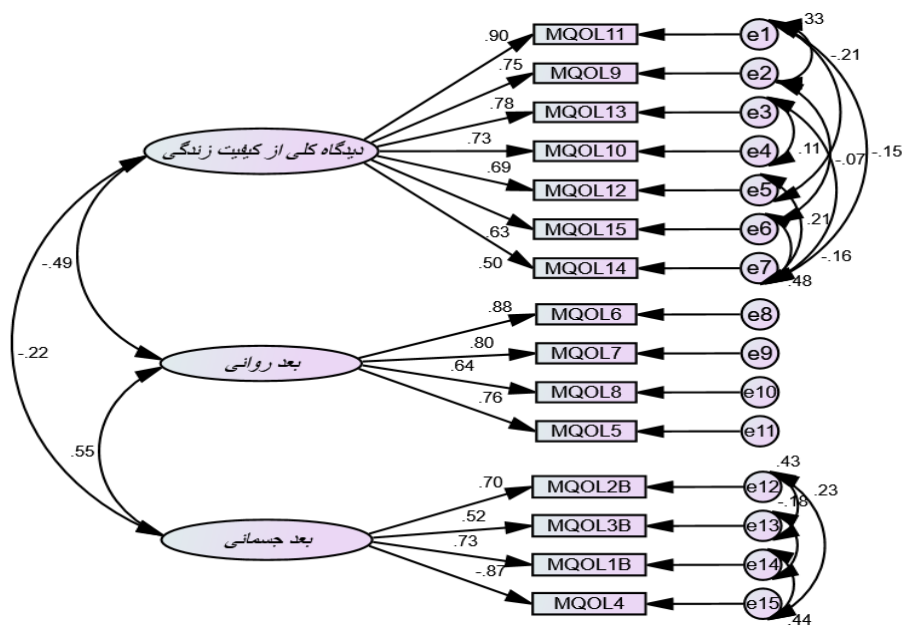 .90 MQOL11 e1 .33
.75 MQOL9 e2 -.21
.78 MQOL13 e3
دیدگاه کلی از کیفیت زندگی .73 MQOL10 e4 .11 -.07 -.15
.69 MQOL12 e5
MQOL15 e6 .21
.63 MQOL14 e7 -.16
.50 .48
-.49
.88 MQOL6 e8
-.22
بعد روانی .80 MQOL7 e9
.64 MQOL8 e10
.76 MQOL5 e11
.55
.70 MQOL2B e12 .43
.52 MQOL3B e13 -.18 .23
بعد جسمانی .73 MQOL1B e14
-.87 MQOL4 e15 .44